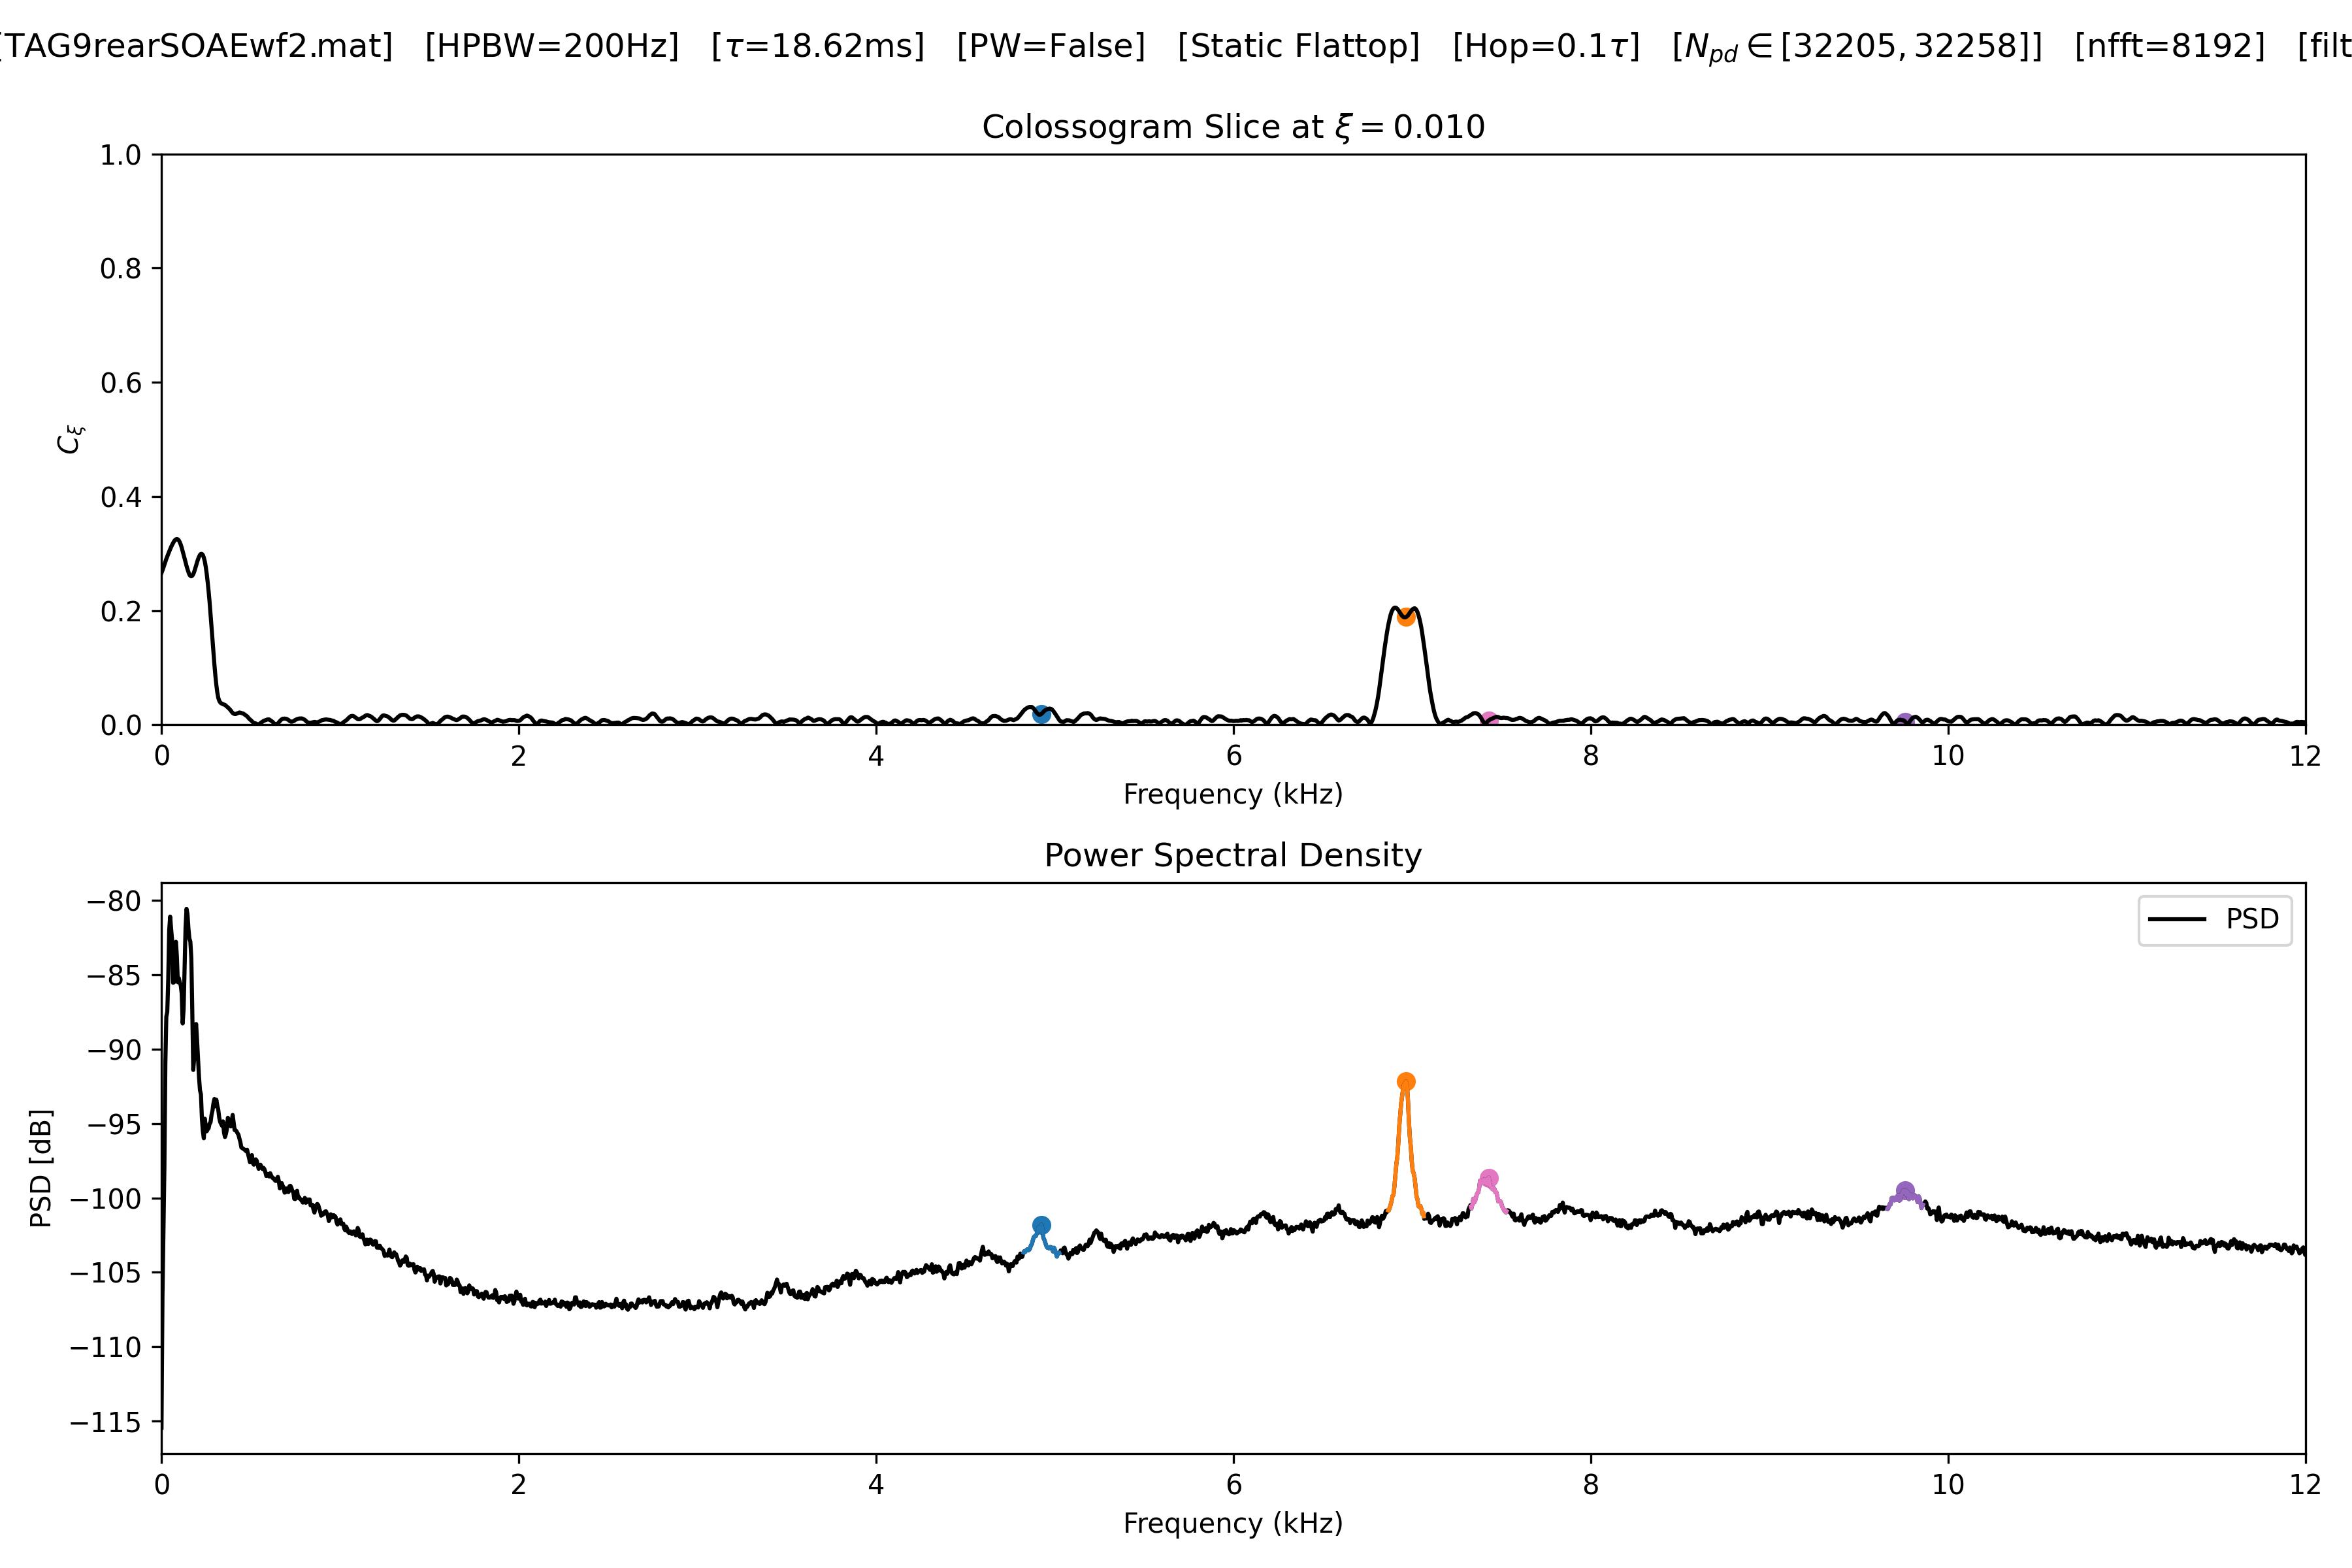 [TAG9rearSOAEwf2.mat] [HPBW=200Hz] [τ=18.62ms] [PW=False] [Static Flattop] [Hop=0.1τ] [N_pd ∈ [32205, 32258]] [nfft=8192] [filt
Colossogram Slice at ξ = 0.010
1.0
0.8
0.6
0.4
0.2
0.0
C_ξ
0 2 4 6 8 10 12
Frequency (kHz)
Power Spectral Density
PSD
−80
−85
−90
−95
−100
−105
−110
−115
PSD [dB]
0 2 4 6 8 10 12
Frequency (kHz)